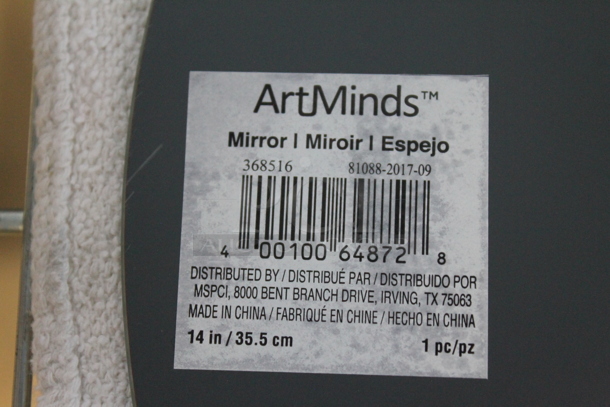 ArtMinds™
Mirror | Miroir | Espejo
368516 81088-2017-09
4 00100 64872 8
DISTRIBUTED BY / DISTRIBUÉ PAR / DISTRIBUIDO POR
MSPCI, 8000 BENT BRANCH DRIVE, IRVING, TX 75063
MADE IN CHINA / FABRIQUÉ EN CHINE / HECHO EN CHINA
14 in / 35.5 cm 1 pc/pz